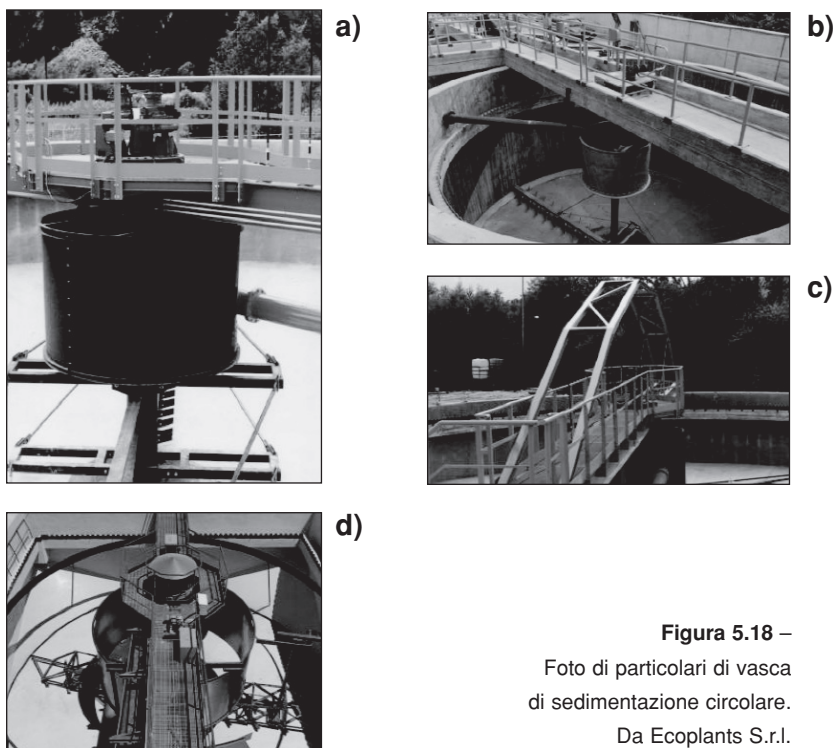 a)
b)
c)
d)
Figura 5.18 –
Foto di particolari di vasca
di sedimentazione circolare.
Da Ecoplants S.r.l.